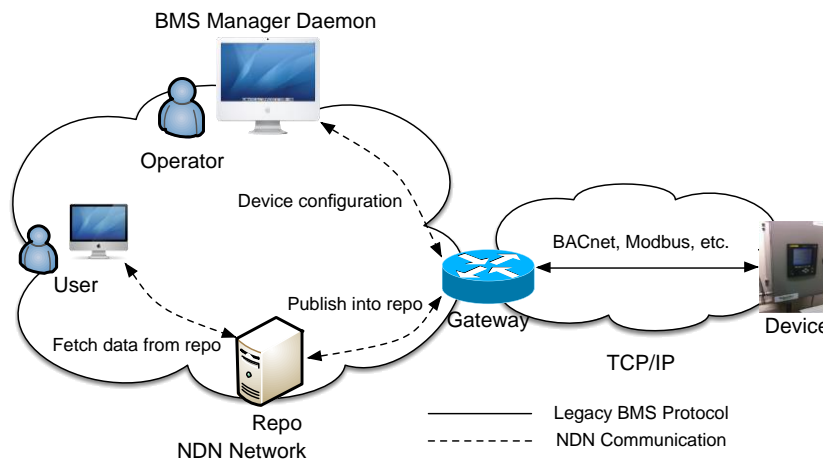 BMS Manager Daemon
Operator
Device configuration
BACnet, Modbus, etc.
User
Publish into repo
Gateway
Device
Fetch data from repo
TCP/IP
Repo
Legacy BMS Protocol
NDN Network
NDN Communication